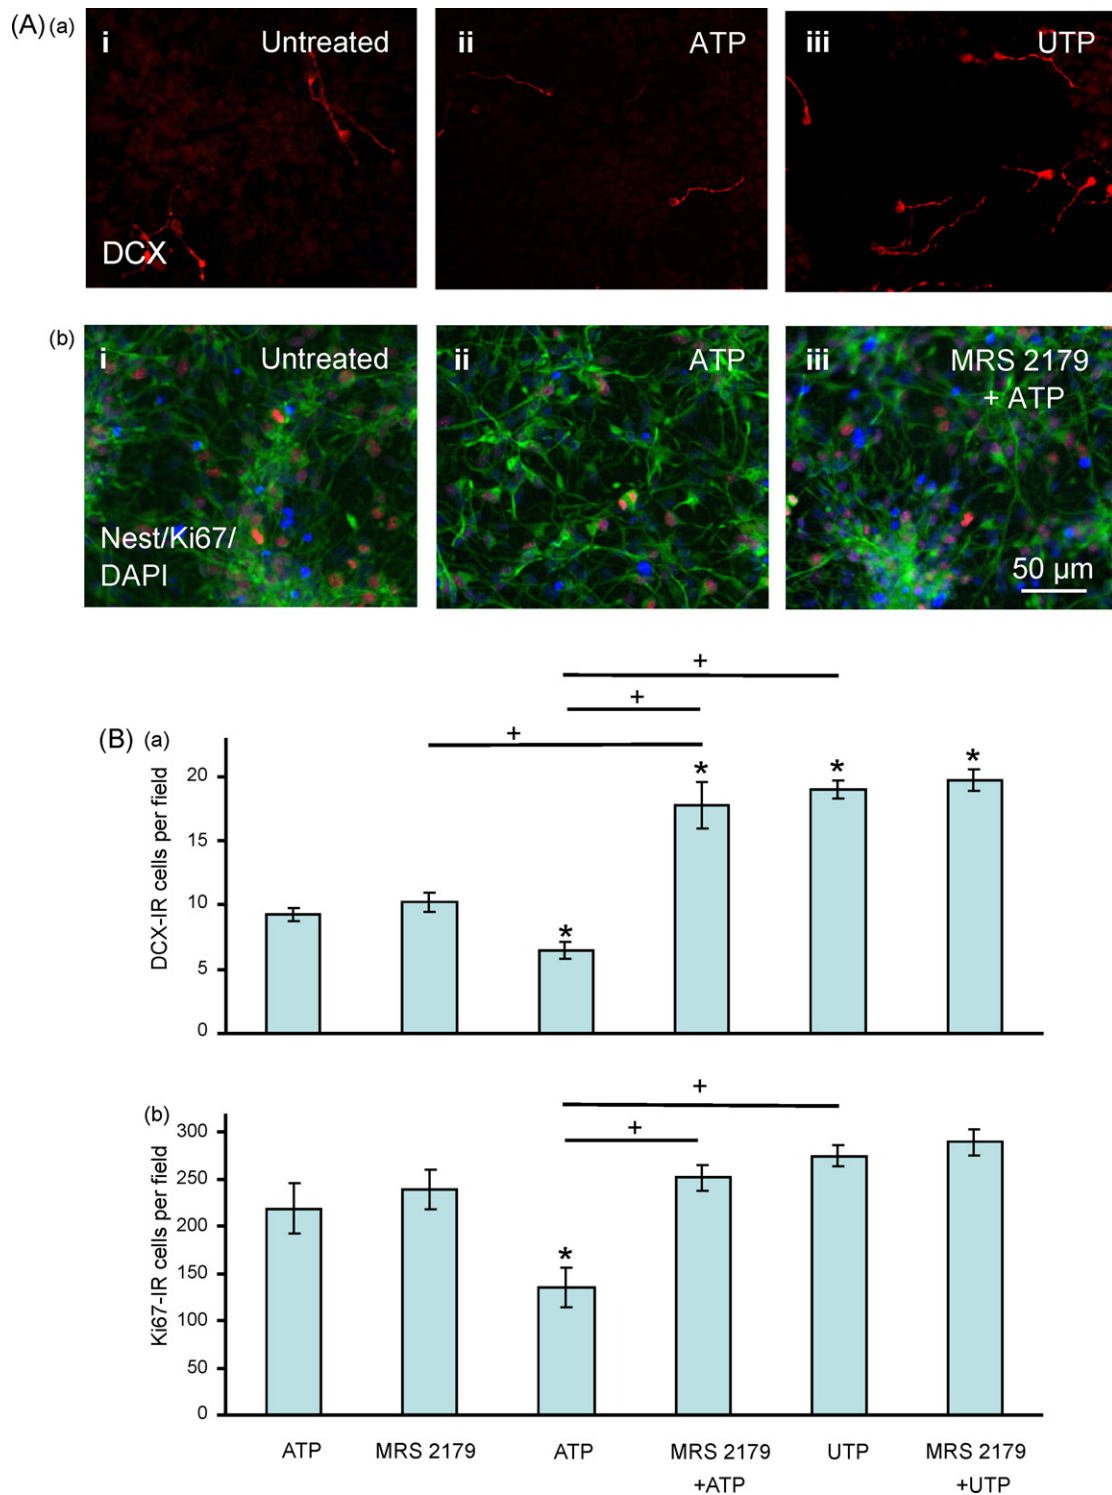 (A) (a)
i Untreated
ii ATP
iii UTP
DCX
(b)
i Untreated
ii ATP
iii MRS 2179
+ ATP
Nest/Ki67/
DAPI
50 µm
+
+
+
(B) (a)
DCX-IR cells per field
20
15
10
5
0
*
*
*
*
(b)
Ki67-IR cells per field
300
250
200
150
100
50
0
+
+
*
ATP MRS 2179 ATP MRS 2179 UTP MRS 2179
+ATP +UTP